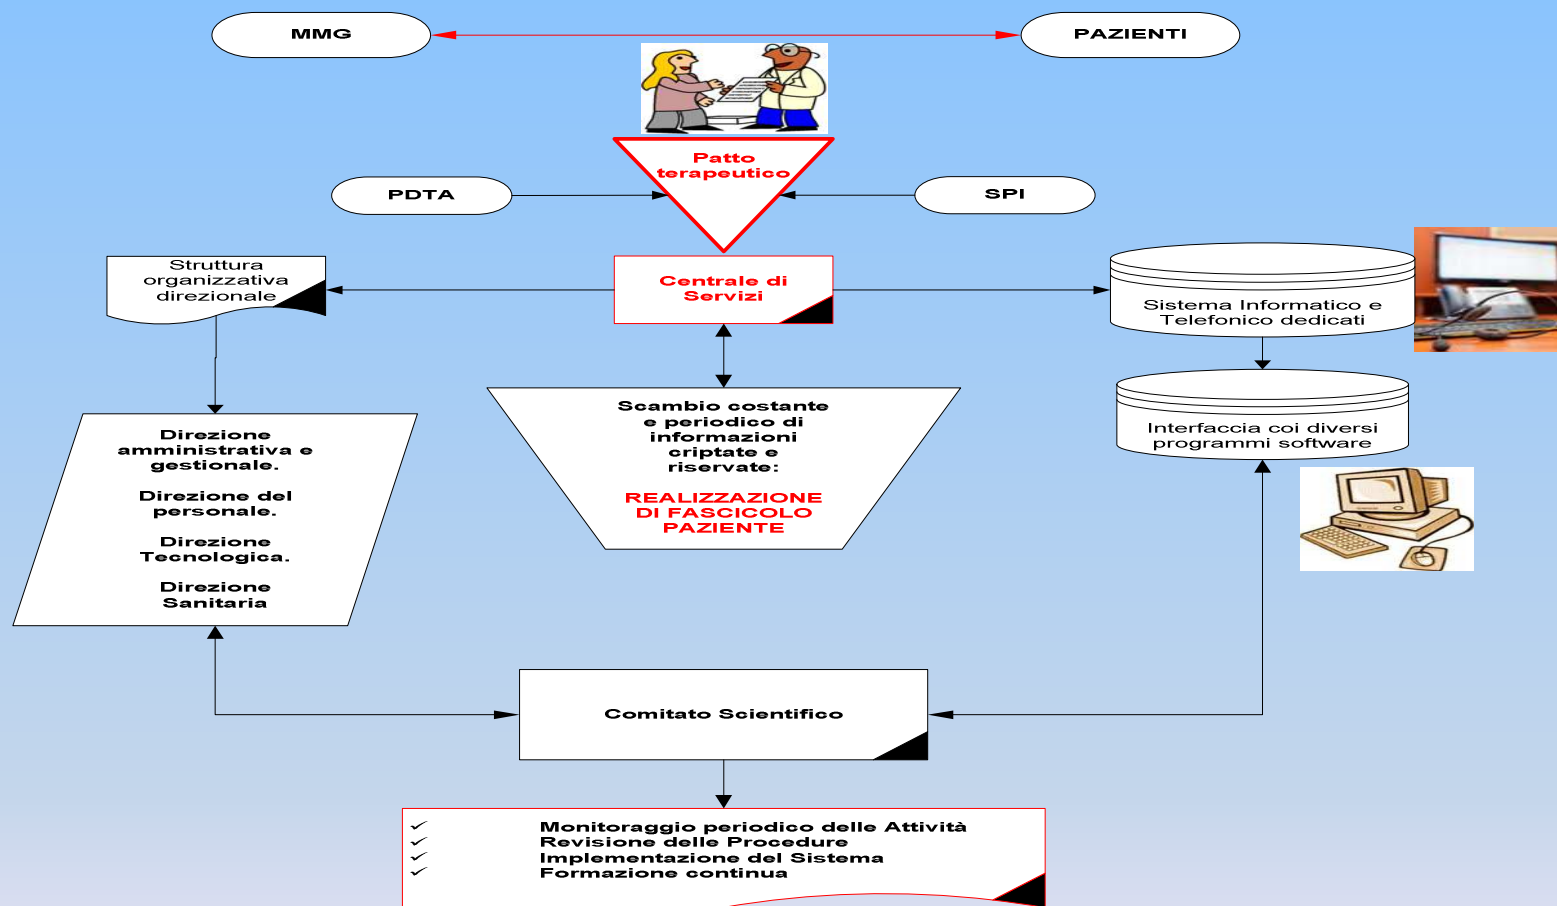 MMG
PAZIENTI
Patto
terapeutico
PDTA
SPI
Struttura
organizzativa
direzionale
Centrale di
Servizi
Sistema Informatico e
Telefonico dedicati
Scambio costante
e periodico di
informazioni
criptate e
riservate:
REALIZZAZIONE
DI FASCICOLO
PAZIENTE
Interfaccia coi diversi
programmi software
Direzione
amministrativa e
gestionale.
Direzione del
personale.
Direzione
Tecnologica.
Direzione
Sanitaria
Comitato Scientifico
✓ Monitoraggio periodico delle Attività
✓ Revisione delle Procedure
✓ Implementazione del Sistema
✓ Formazione continua